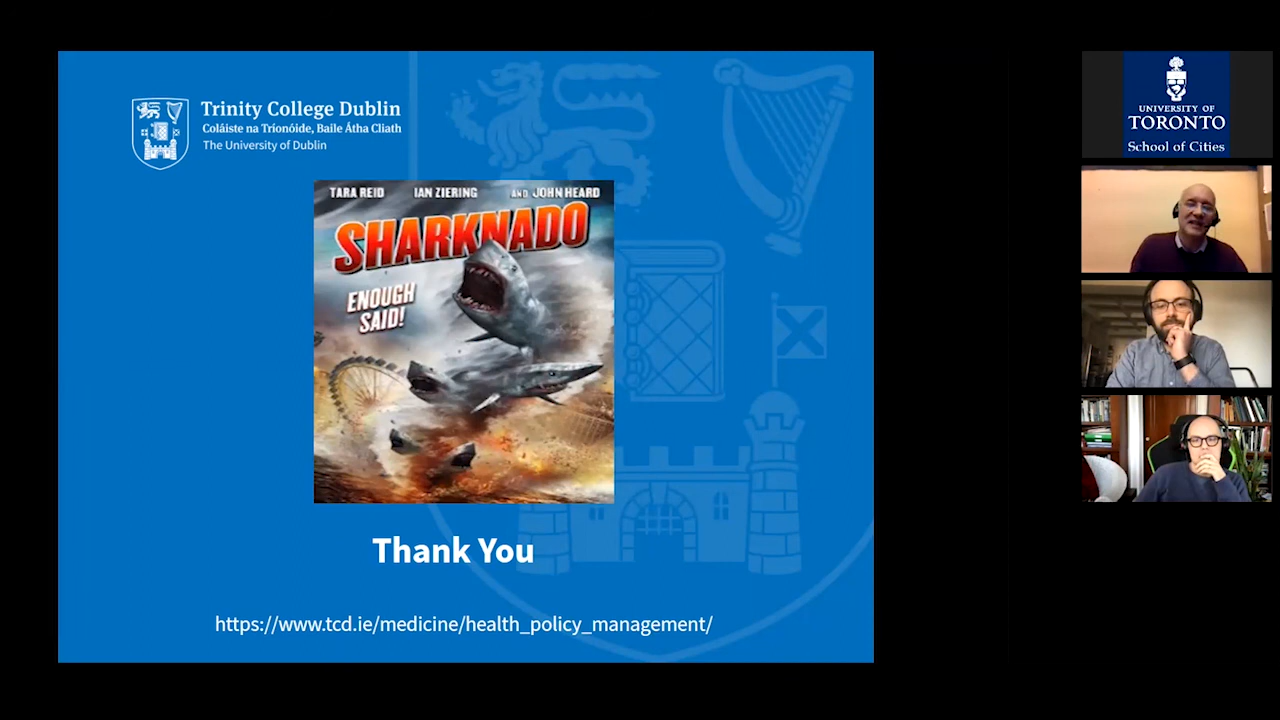 Trinity College Dublin
Coláiste na Tríonóide, Baile Átha Cliath
The University of Dublin
TARA REID IAN ZIERING AND JOHN HEARD
SHARKNADO
ENOUGH
SAID!
Thank You
https://www.tcd.ie/medicine/health_policy_management/
UNIVERSITY OF
TORONTO
School of Cities